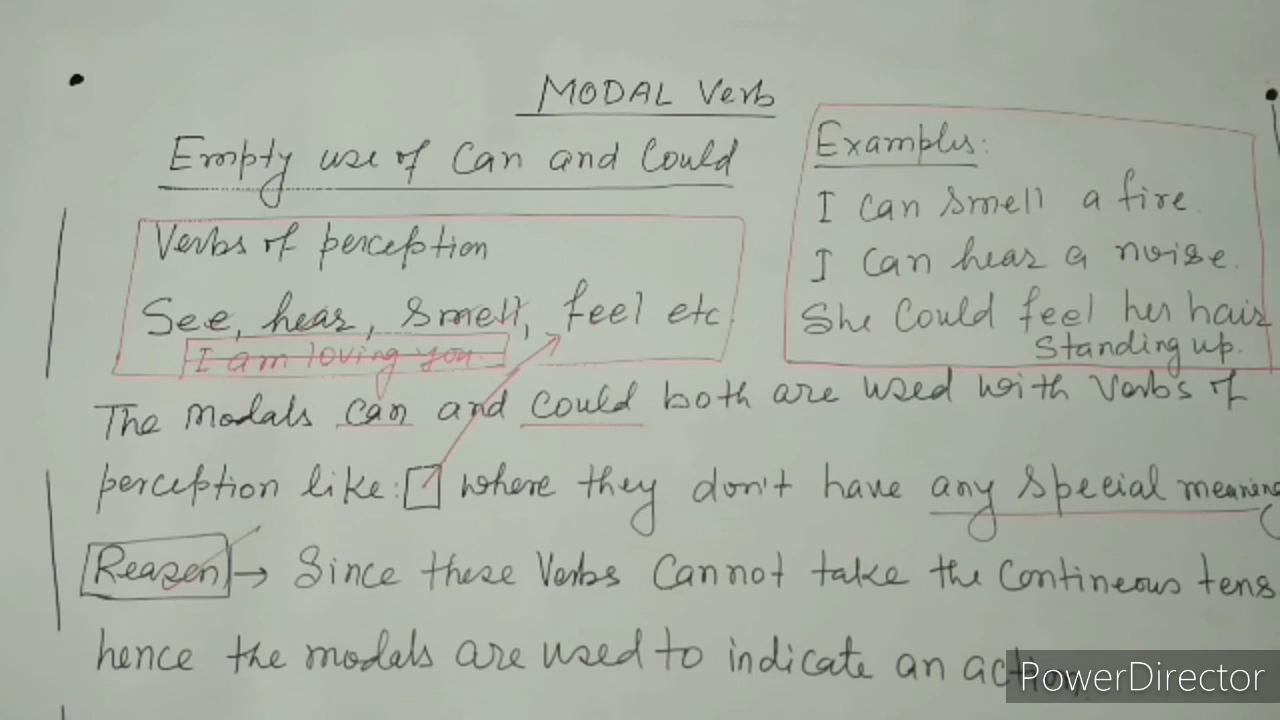 MODAL Verb
Empty use of Can and Could
Verbs of perception
See, hear, smell, feel etc
I am loving you.
Examples:
I can smell a fire.
I can hear a noise.
She Could feel her hair
Standing up.
The modals can and could both are used with Verbs of
perception like: where they don't have any special meaning
Reason → Since these Verbs Cannot take the Contineous tens
hence the modals are used to indicate an action
PowerDirector